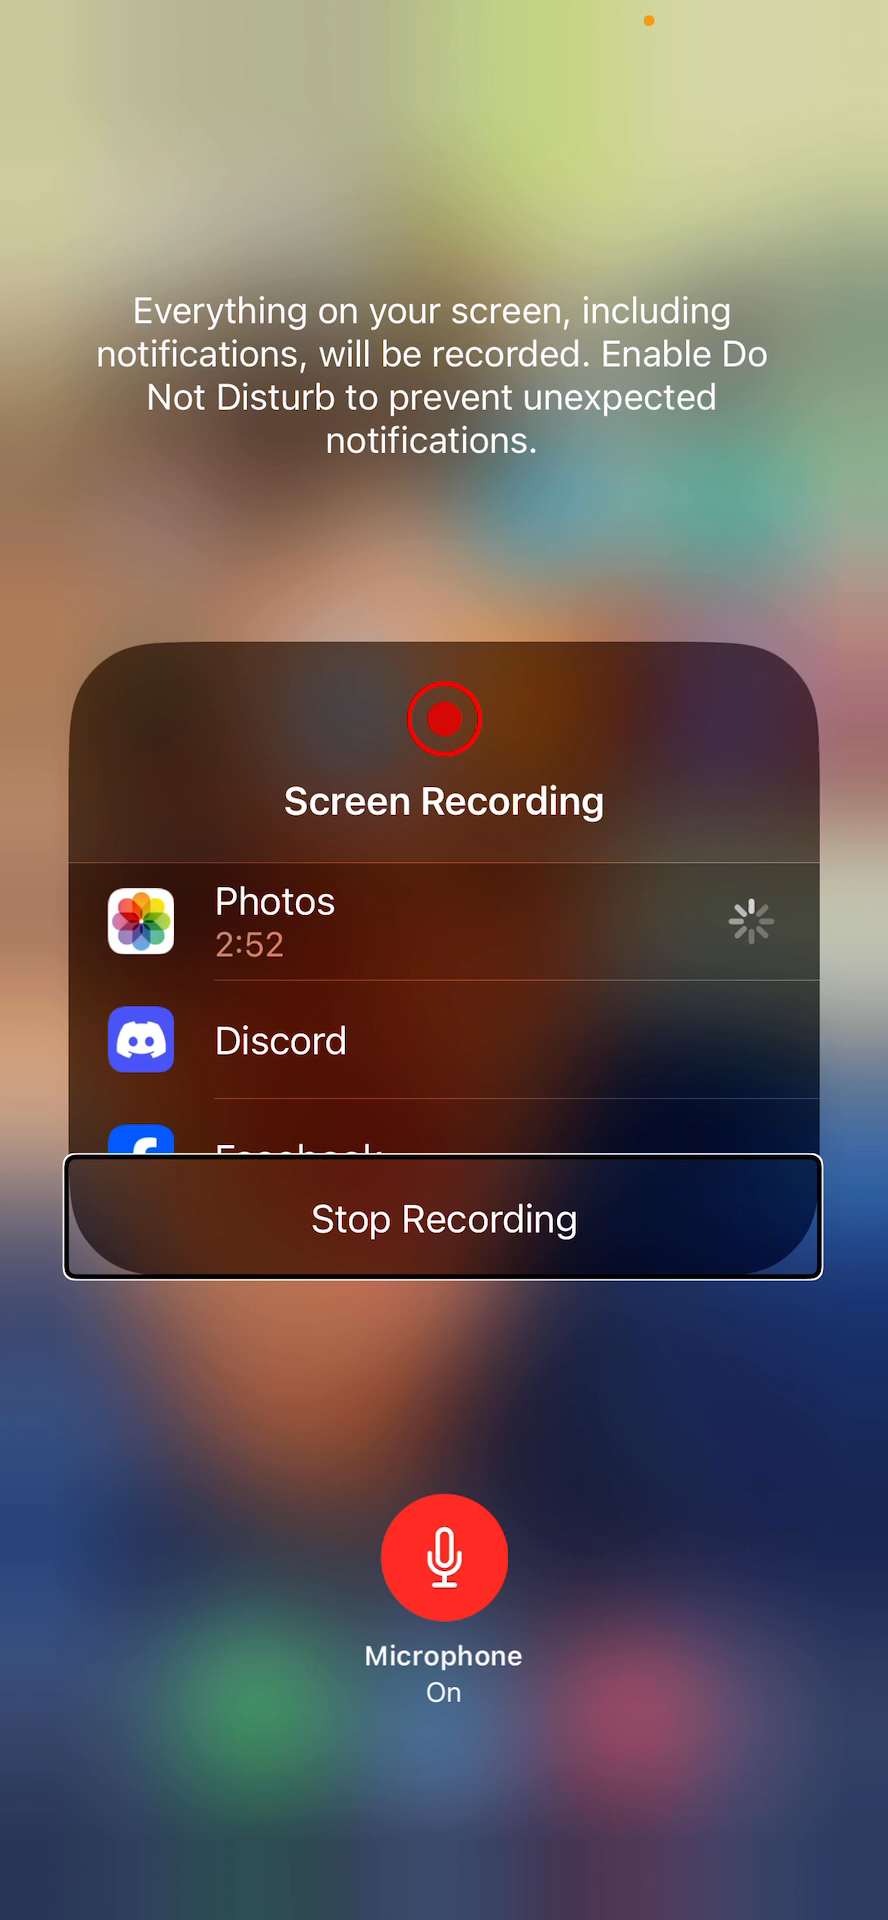 Everything on your screen, including
notifications, will be recorded. Enable Do
Not Disturb to prevent unexpected
notifications.
Screen Recording
Photos
2:52
Discord
Facebook
Stop Recording
Microphone
On